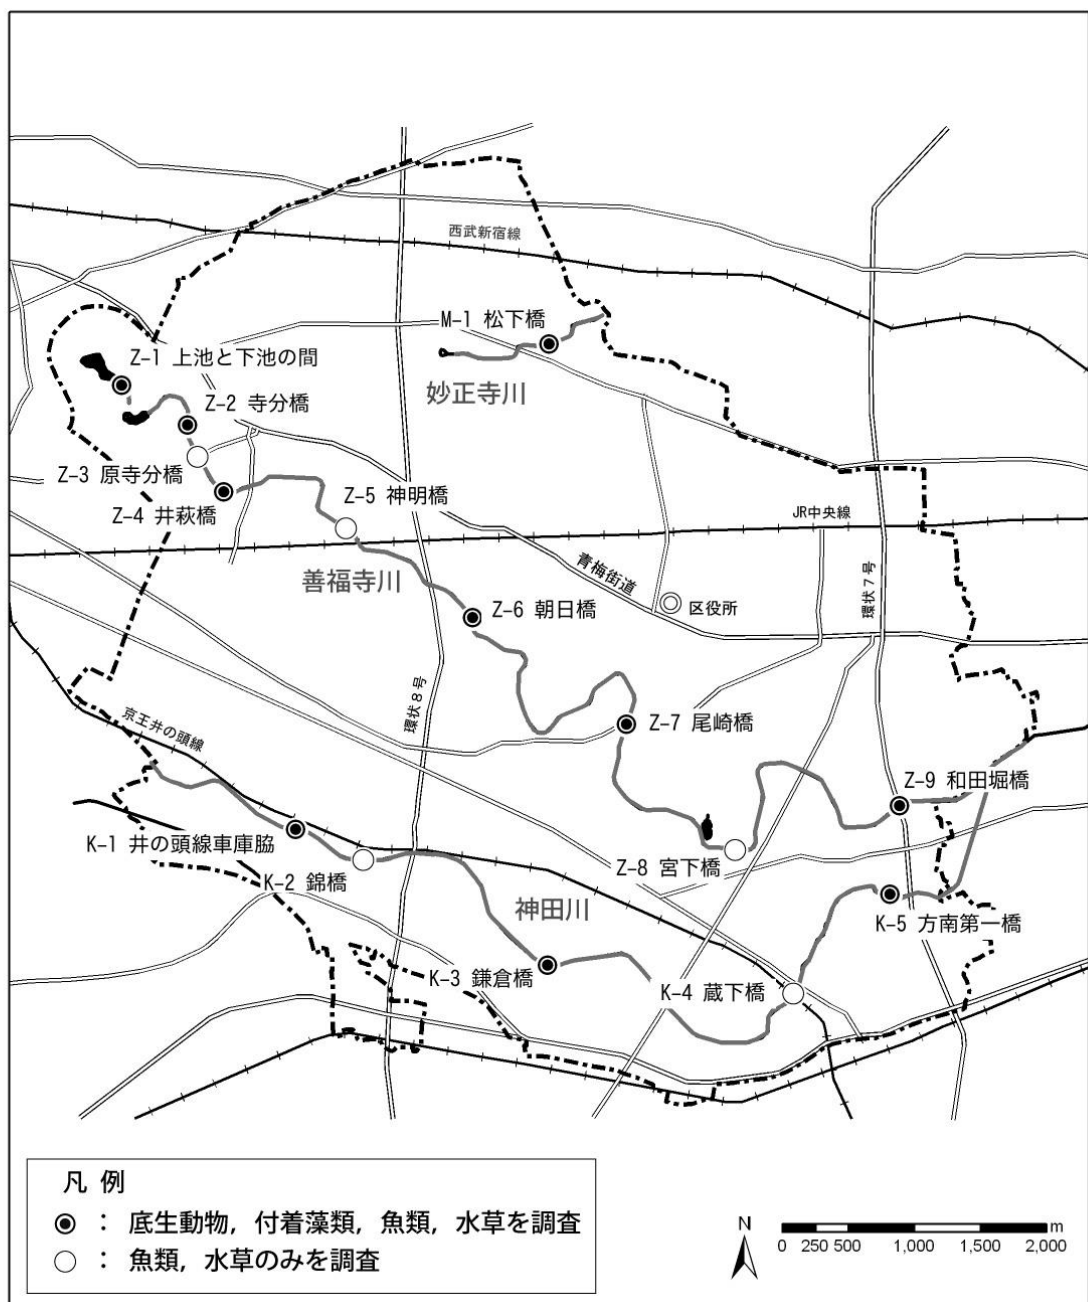 西武新宿線
M-1 松下橋
Z-1 上池と下池の間
妙正寺川
Z-2 寺分橋
Z-3 原寺分橋
Z-5 神明橋
Z-4 井荻橋
JR中央線
善福寺川
青梅街道
環状7号
Z-6 朝日橋
区役所
環状8号
Z-7 尾崎橋
京王井の頭線
Z-9 和田堀橋
K-1 井の頭線車庫脇
Z-8 宮下橋
K-2 錦橋
神田川
K-5 方南第一橋
K-3 鎌倉橋
K-4 蔵下橋
凡 例
: 底生動物, 付着藻類, 魚類, 水草を調査
: 魚類, 水草のみを調査
N
m
0 250 500 1,000 1,500 2,000